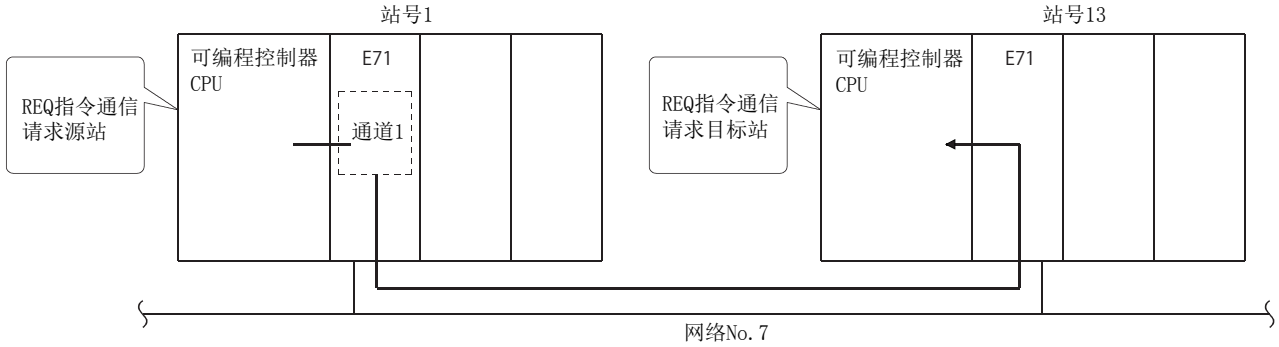 站号1
站号13
可编程控制器
CPU
E71
REQ指令通信
请求源站
通道1
可编程控制器
CPU
E71
REQ指令通信
请求目标站
网络No.7